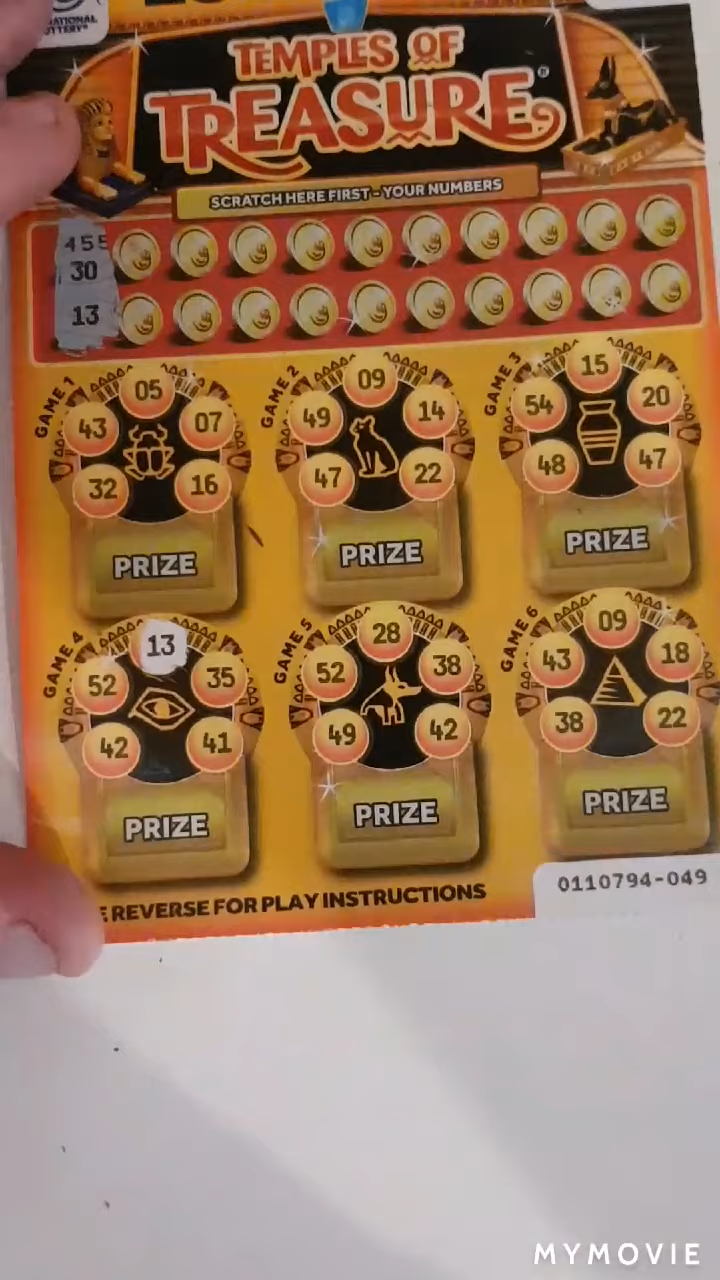 NATIONAL
LOTTERY®
TEMPLES OF
TREASURE®
SCRATCH HERE FIRST - YOUR NUMBERS
455
30
13
GAME 1
05
43 07
32 16
PRIZE
GAME 2
09
49 14
47 22
PRIZE
GAME 3
15
54 20
48 47
PRIZE
GAME 4
13
52 35
42 41
PRIZE
GAME 5
28
52 38
49 42
PRIZE
GAME 6
09
43 18
38 22
PRIZE
E REVERSE FOR PLAY INSTRUCTIONS
0110794-049
MYMOVIE